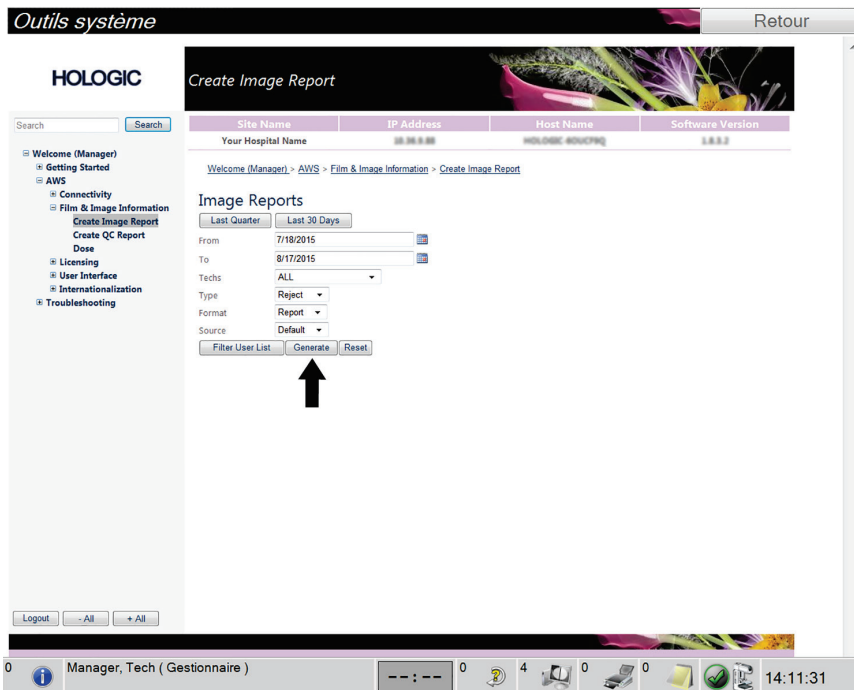 Outils système
Retour
HOLOGIC
Create Image Report
Search Search
Site Name IP Address Host Name Software Version
Your Hospital Name
Welcome (Manager)
Getting Started
AWS
Connectivity
Film & Image Information
Create Image Report
Create QC Report
Dose
Licensing
User Interface
Internationalization
Troubleshooting
Welcome (Manager) > AWS > Film & Image Information > Create Image Report
Image Reports
Last Quarter Last 30 Days
From 7/18/2015
To 8/17/2015
Techs ALL
Type Reject
Format Report
Source Default
Filter User List Generate Reset
Logout - All + All
0 Manager, Tech ( Gestionnaire ) --:-- 0 4 0 0 14:11:31